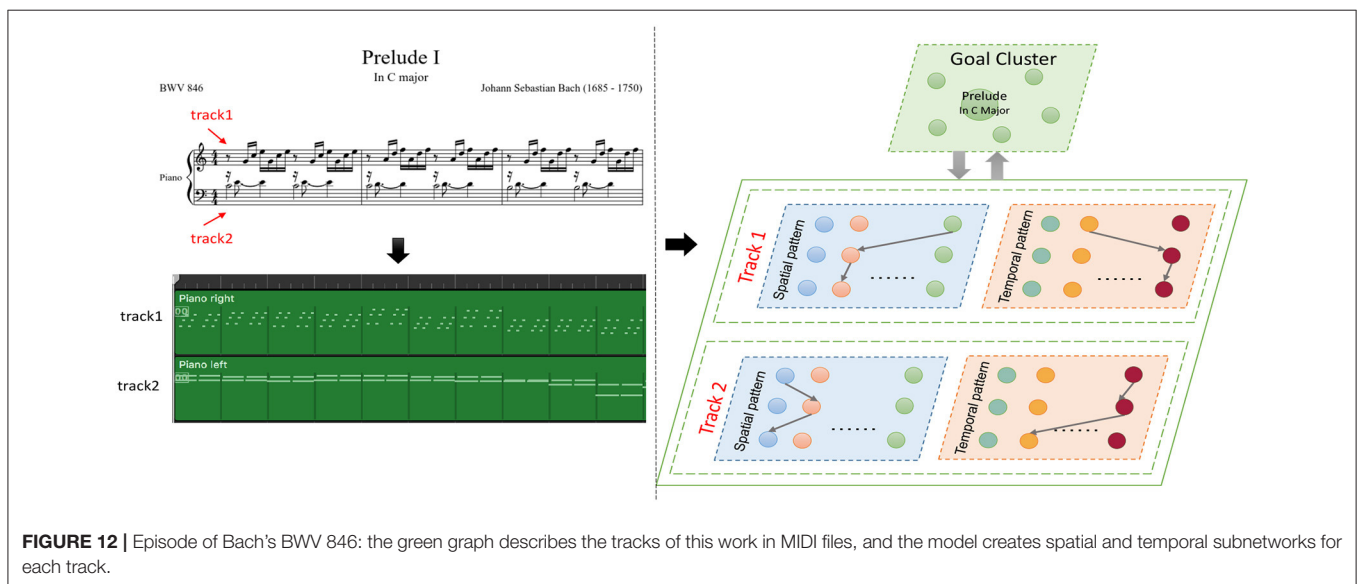 Prelude I
In C major
BWV 846
Johann Sebastian Bach (1685 - 1750)
track1
Piano
track2
Piano right
track1
Piano left
track2
Goal Cluster
Prelude
In C Major
Track 1
Spatial pattern
......
Temporal pattern
......
Track 2
Spatial pattern
......
Temporal pattern
......
FIGURE 12 | Episode of Bach's BWV 846: the green graph describes the tracks of this work in MIDI files, and the model creates spatial and temporal subnetworks for
each track.